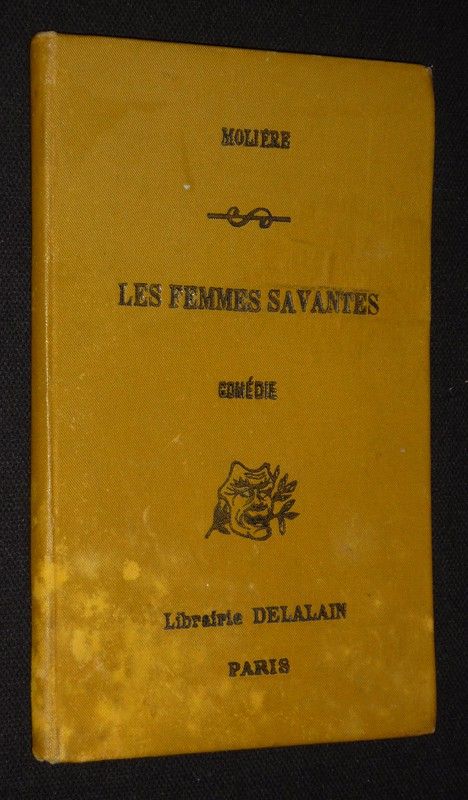 MOLIÈRE
LES FEMMES SAVANTES
COMÉDIE
Librairie DELALAIN
PARIS